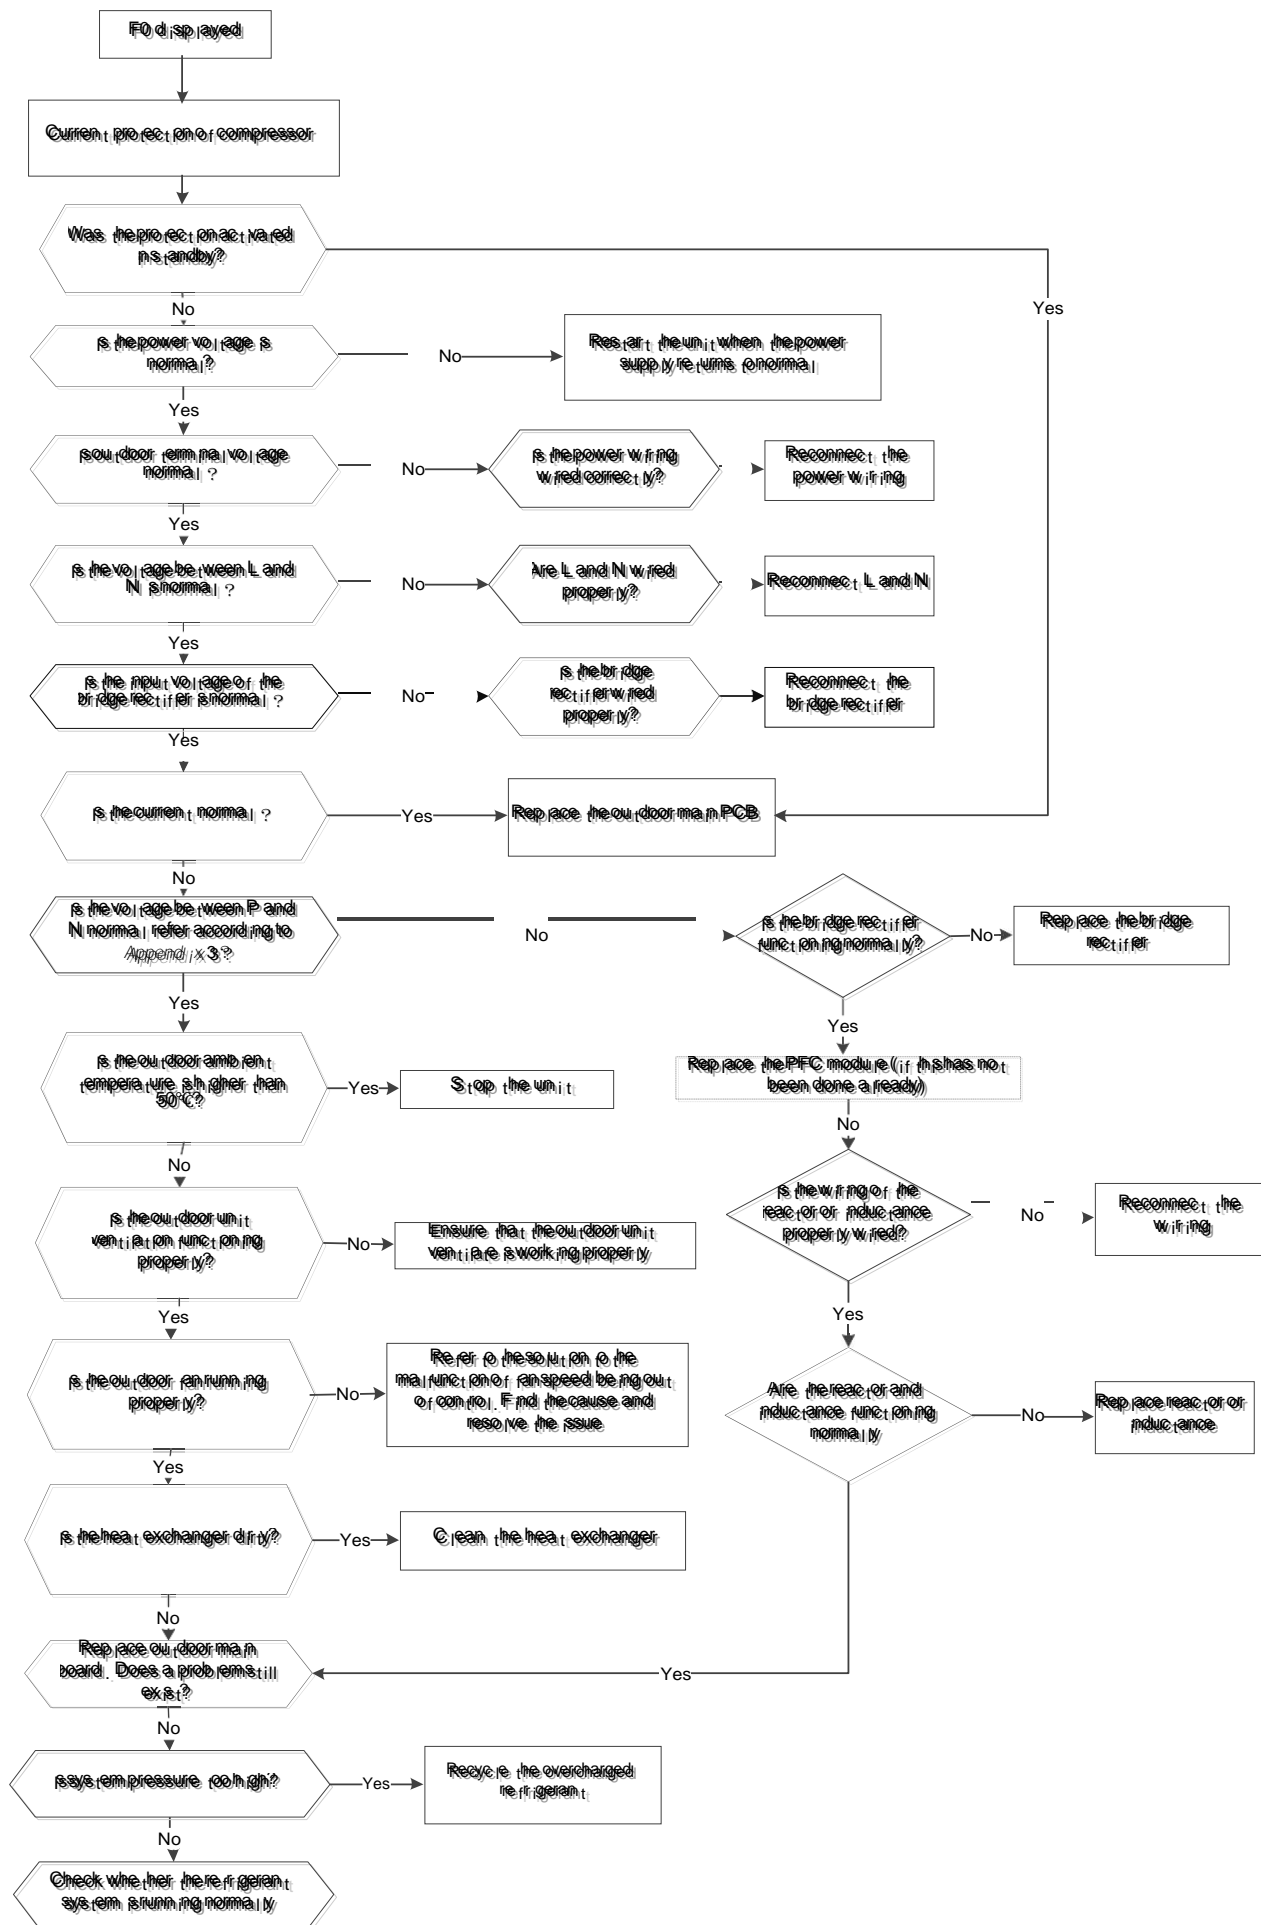 F0 displayed
Current protection of compressor
Was the protection activated
in standby?
Yes
No
Is the power voltage is
normal?
No
Restart the unit when the power
supply returns to normal
Yes
Is outdoor terminal voltage
normal ?
No
Is the power wiring
wired correctly?
Reconnect the
power wiring
Yes
Is the voltage between L and
N is normal ?
No
Are L and N wired
properly?
Reconnect L and N
Yes
Is the input voltage of the
bridge rectifier is normal ?
No
Is the bridge
rectifier wired
properly?
Reconnect the
bridge rectifier
Yes
Is the current normal ?
Yes
Replace the outdoor main PCB
No
Is the voltage between P and
N normal refer according to
Appendix 3?
No
Is the bridge rectifier
functioning normally?
No
Replace the bridge
rectiffer
Yes
Yes
Replace the PFC module (if this has not
been done already)
Is the outdoor ambient
temperature is higher than
50°C?
Yes
Stop the unit
No
No
Is the wiring of the
reactor or inductance
properly wired?
No
Reconnect the
wiring
Is the outdoor unit
ventilation functioning
properly?
No
Ensure that the outdoor unit
ventilate is working properly
Yes
Yes
Is the outdoor fan running
properly?
No
Refer to the solution to the
malfunction of fan speed being out
of control. Find the cause and
resolve the issue
Are the reactor and
inductance functioning
normally
No
Replace reactor or
inductance
Yes
Is the heat exchanger dirty?
Yes
Clean the heat exchanger
No
Replace outdoor main
board. Does a problem still
exist?
Yes
No
Is system pressure too high?
Yes
Recycle the overcharged
refrigerant
No
Check whether the refrigerant
system is running normally